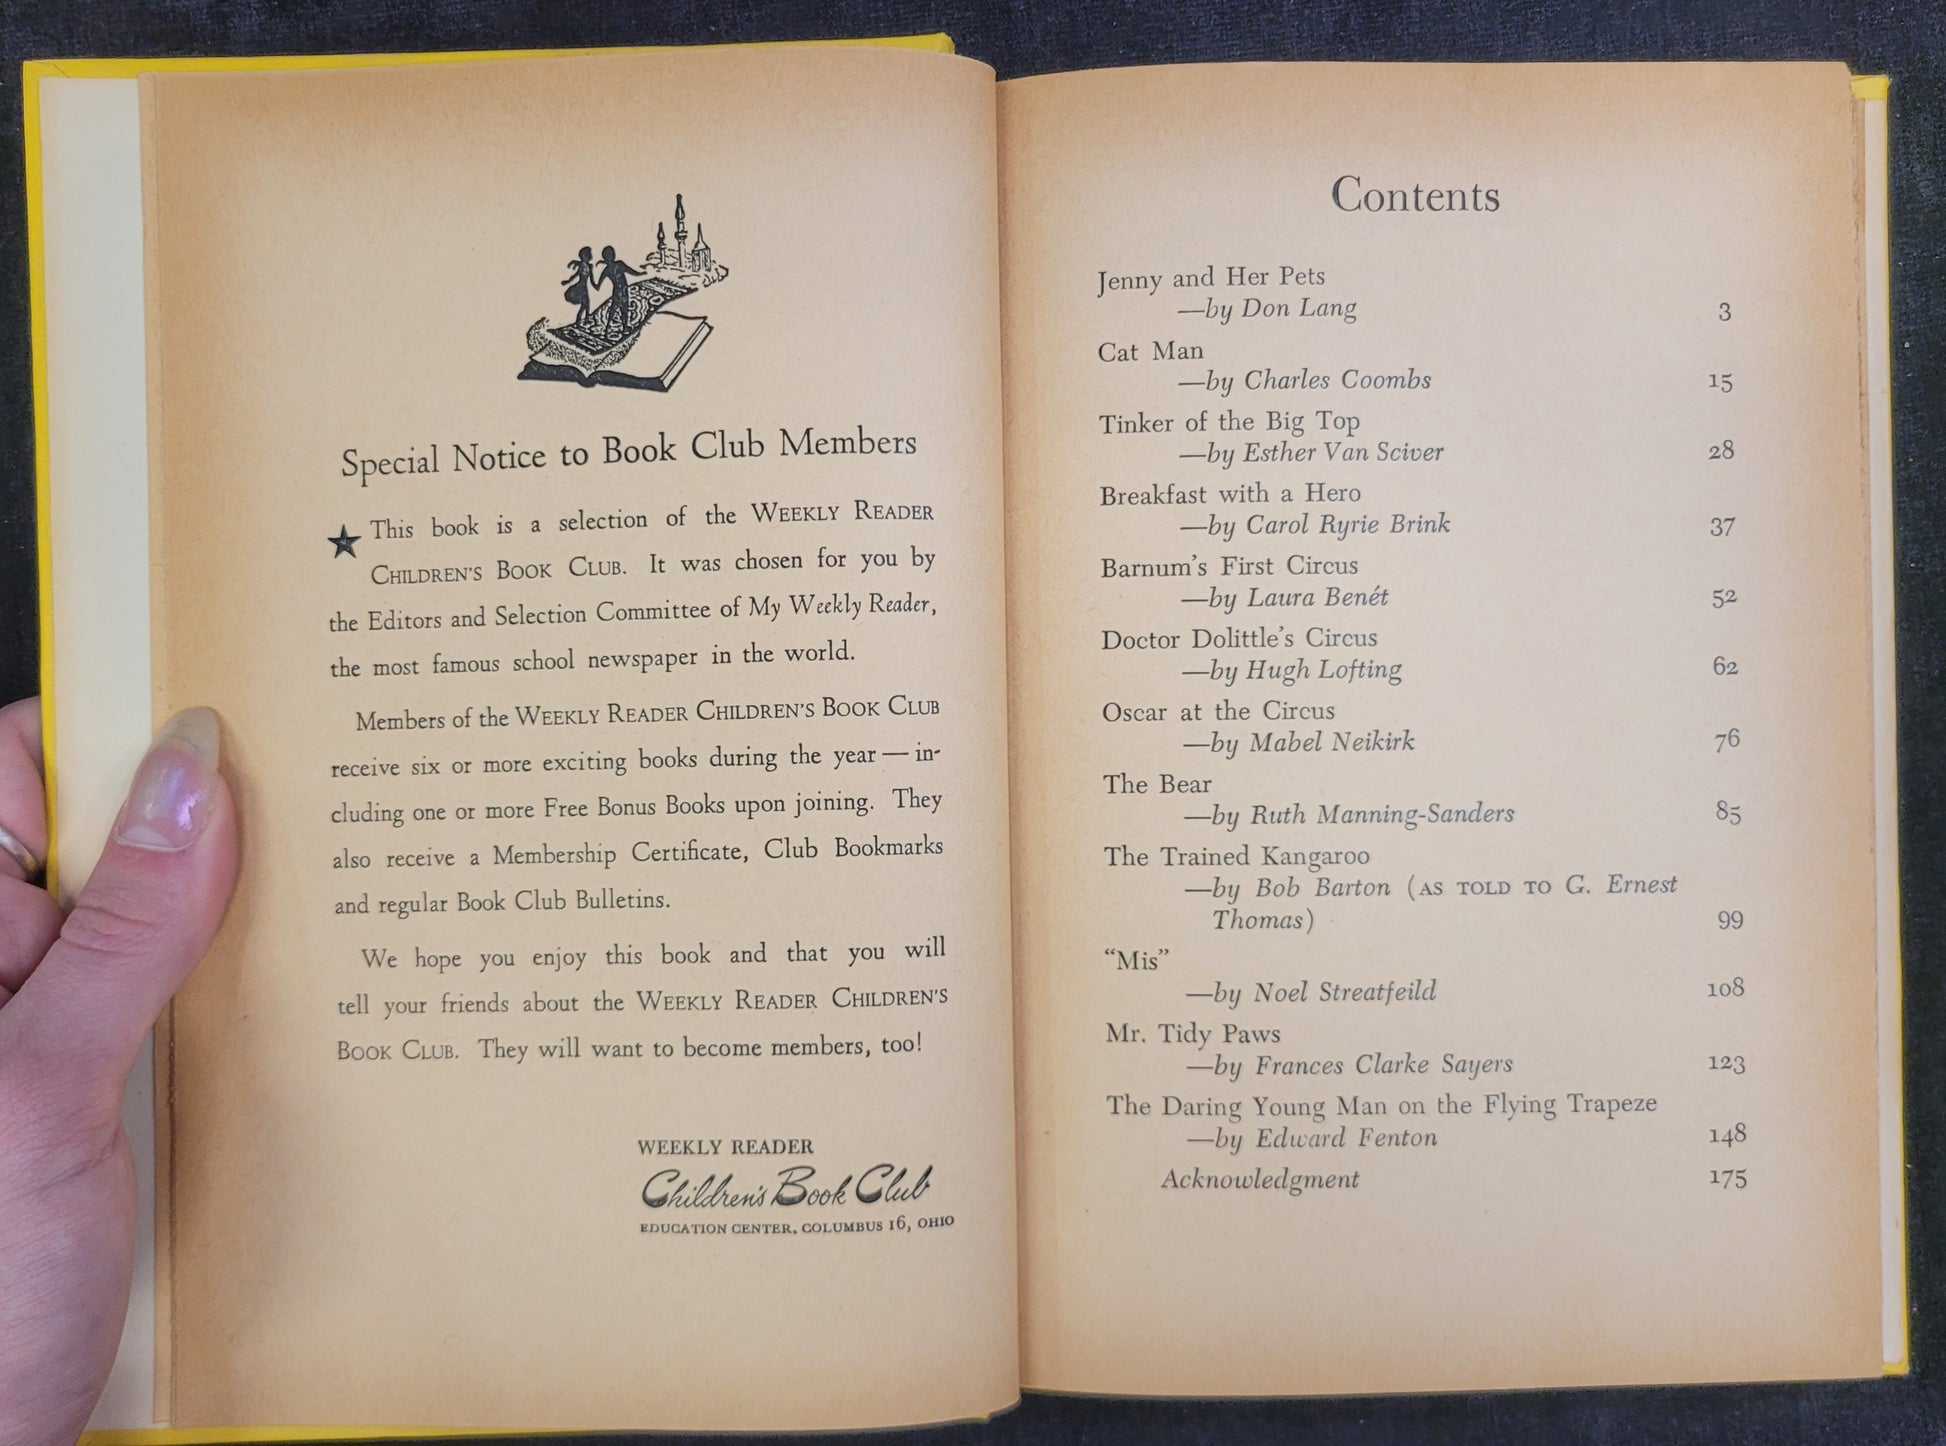 Special Notice to Book Club Members
★ This book is a selection of the WEEKLY READER
CHILDREN'S BOOK CLUB. It was chosen for you by
the Editors and Selection Committee of My Weekly Reader,
the most famous school newspaper in the world.
Members of the WEEKLY READER CHILDREN'S BOOK CLUB
receive six or more exciting books during the year — in-
cluding one or more Free Bonus Books upon joining. They
also receive a Membership Certificate, Club Bookmarks
and regular Book Club Bulletins.
We hope you enjoy this book and that you will
tell your friends about the WEEKLY READER CHILDREN'S
BOOK CLUB. They will want to become members, too!
WEEKLY READER
Children's Book Club
EDUCATION CENTER, COLUMBUS 16, OHIO
Contents
Jenny and Her Pets
—by Don Lang 3
Cat Man
—by Charles Coombs 15
Tinker of the Big Top
—by Esther Van Sciver 28
Breakfast with a Hero
—by Carol Ryrie Brink 37
Barnum's First Circus
—by Laura Benét 52
Doctor Dolittle's Circus
—by Hugh Lofting 62
Oscar at the Circus
—by Mabel Neikirk 76
The Bear
—by Ruth Manning-Sanders 85
The Trained Kangaroo
—by Bob Barton (AS TOLD TO G. Ernest
Thomas) 99
“Mis”
—by Noel Streatfeild 108
Mr. Tidy Paws
—by Frances Clarke Sayers 123
The Daring Young Man on the Flying Trapeze
—by Edward Fenton 148
Acknowledgment 175